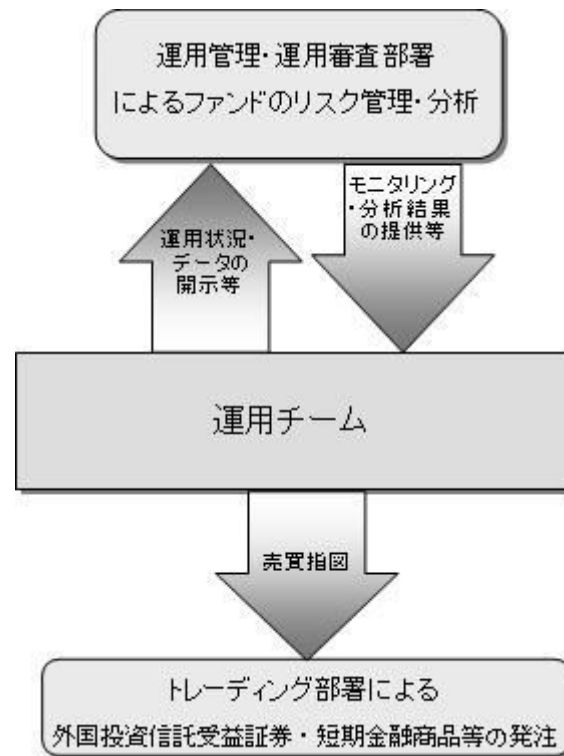 運用管理・運用審査部署
によるファンドのリスク管理・分析
運用状況・
データの
開示等
モニタリング
・分析結果
の提供等
運用チーム
売買指図
トレーディング部署による
外国投資信託受益証券・短期金融商品等の発注